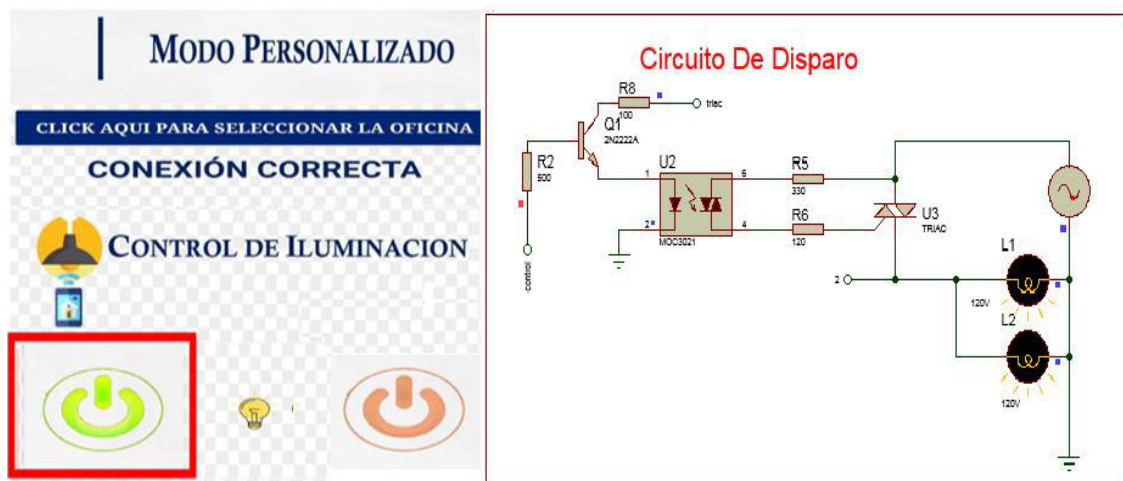 MODO PERSONALIZADO
CLICK AQUI PARA SELECCIONAR LA OFICINA
CONEXIÓN CORRECTA
CONTROL DE ILUMINACION
Circuito De Disparo
R8
100
triac
Q1
2N2222A
R2
500
control
U2
1
2
6
4
MOC3021
R5
330
R6
120
U3
TRIAC
2
L1
120V
L2
120V